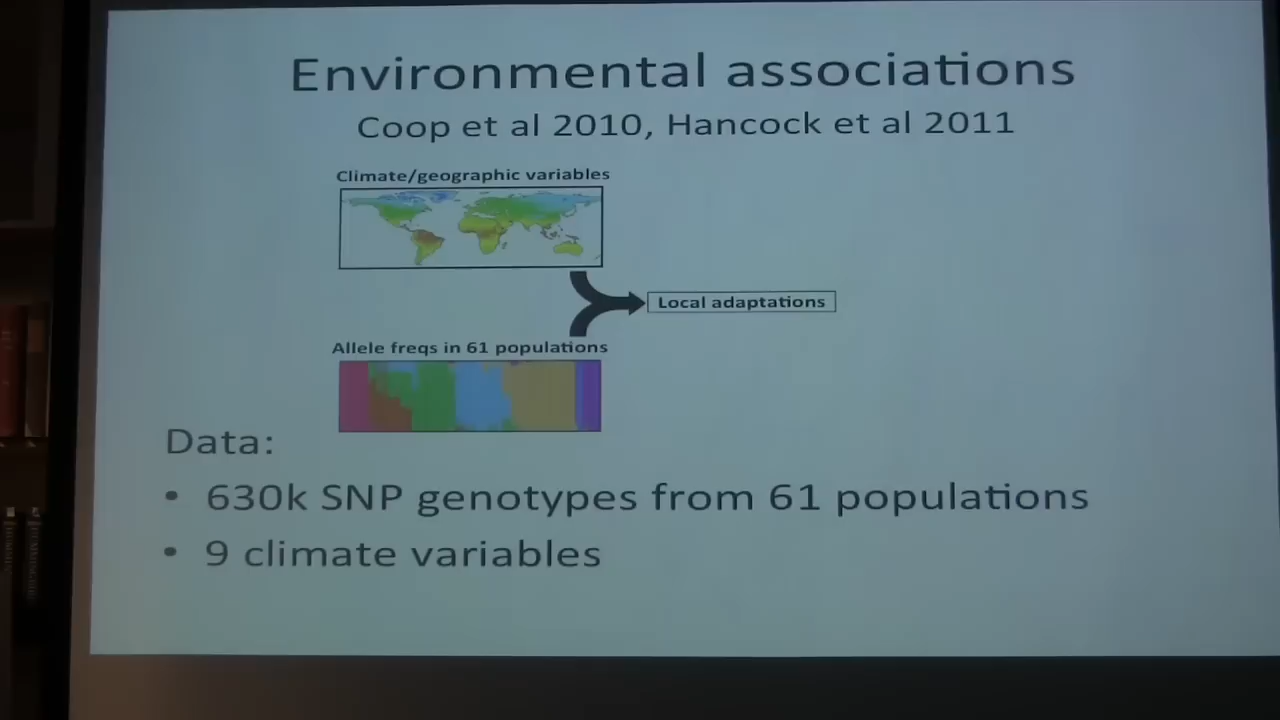 Environmental associations
Coop et al 2010, Hancock et al 2011
Climate/geographic variables
Local adaptations
Allele freqs in 61 populations
Data:
• 630k SNP genotypes from 61 populations
• 9 climate variables